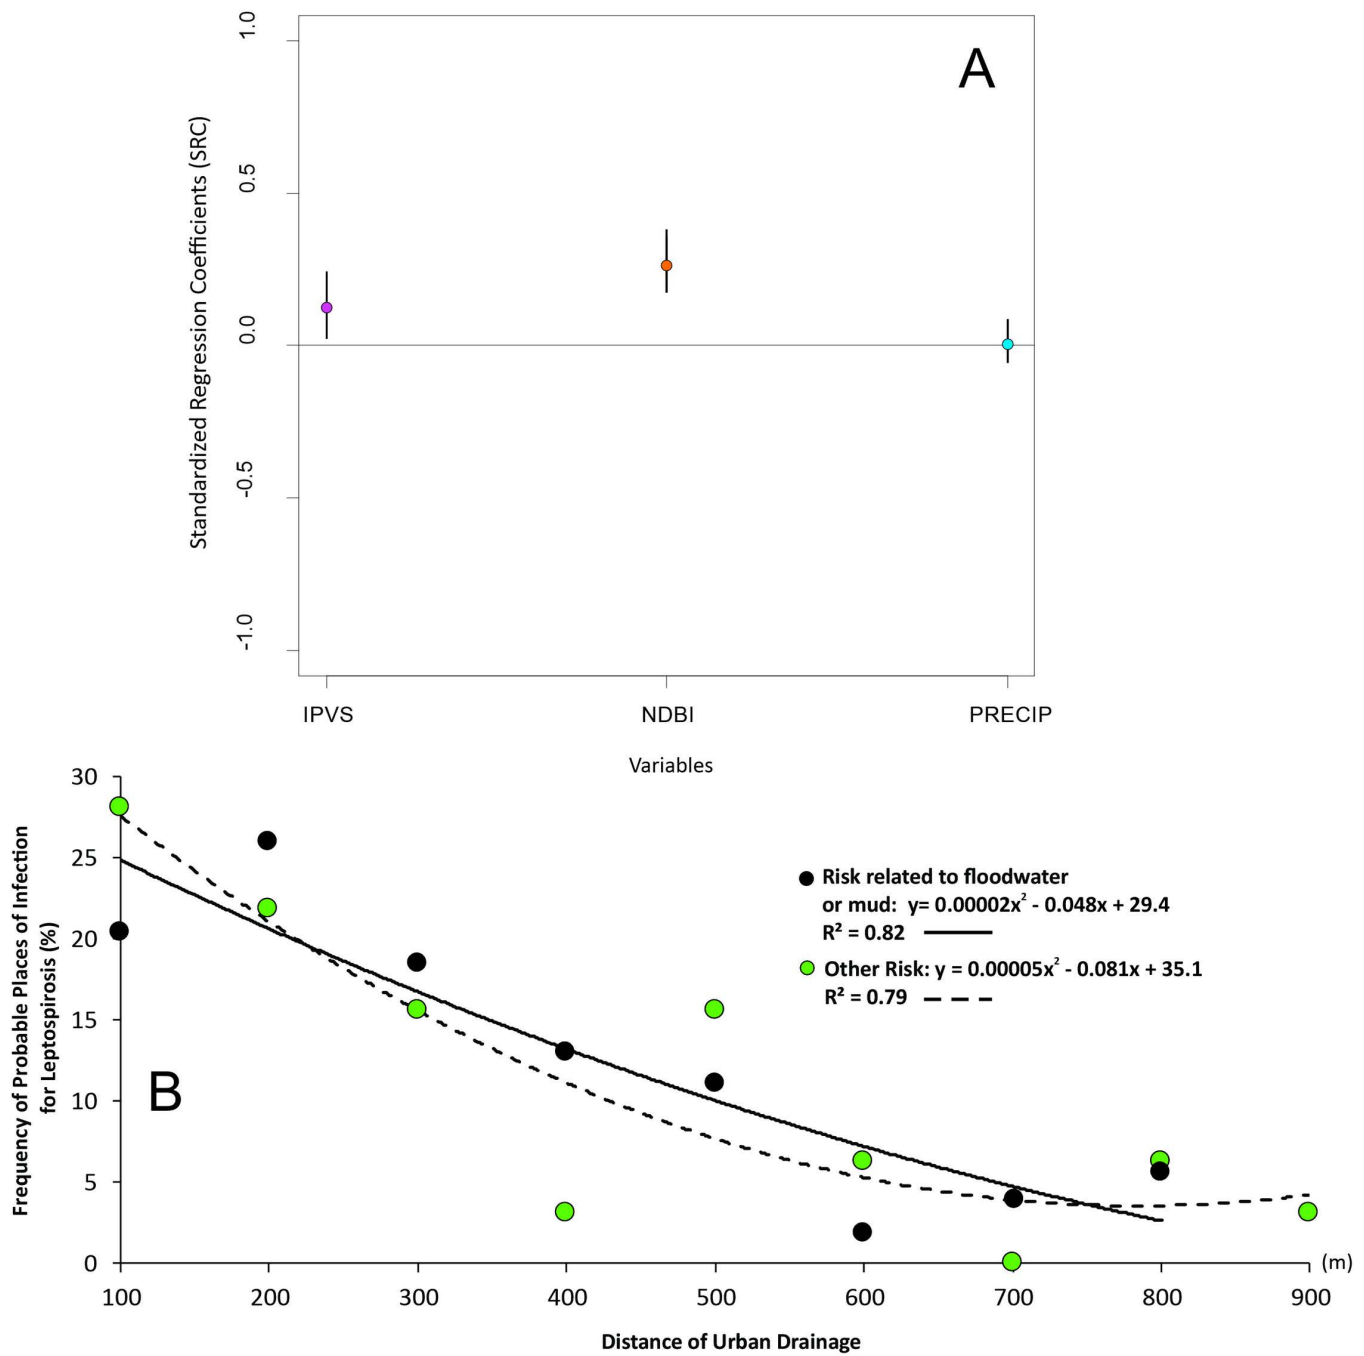 A
Standardized Regression Coefficients (SRC)
1.0
0.5
0.0
-0.5
-1.0
IPVS NDBI PRECIP
Variables
B
Frequency of Probable Places of Infection
for Leptospirosis (%)
30
25
20
15
10
5
0
Risk related to floodwater
or mud: y= 0.00002x² - 0.048x + 29.4
R² = 0.82
Other Risk: y = 0.00005x² - 0.081x + 35.1
R² = 0.79
100 200 300 400 500 600 700 800 900 (m)
Distance of Urban Drainage